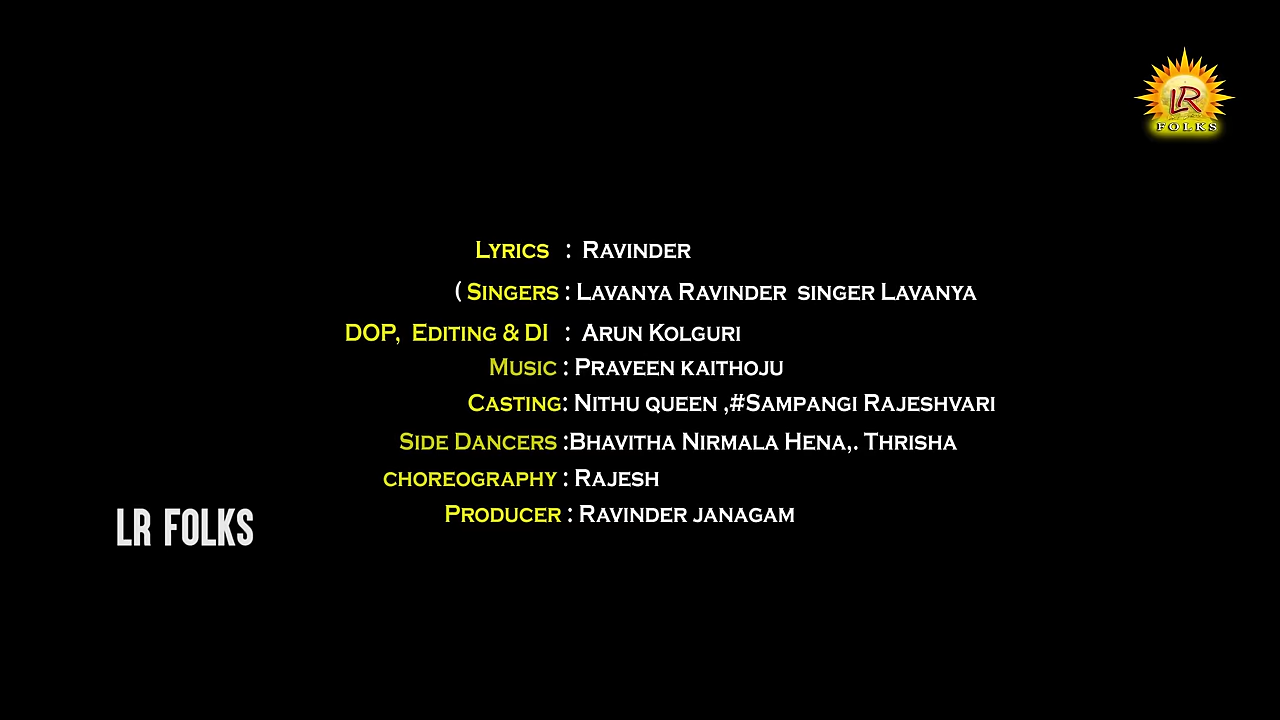 LR
FOLKS
Lyrics : Ravinder
( Singers : Lavanya Ravinder singer Lavanya
DOP, Editing & DI : Arun Kolguri
Music : Praveen kaithoju
Casting: Nithu queen ,#Sampangi Rajeshvari
Side Dancers :Bhavitha Nirmala Hena,. Thrisha
choreography : Rajesh
Producer : Ravinder janagam
LR FOLKS